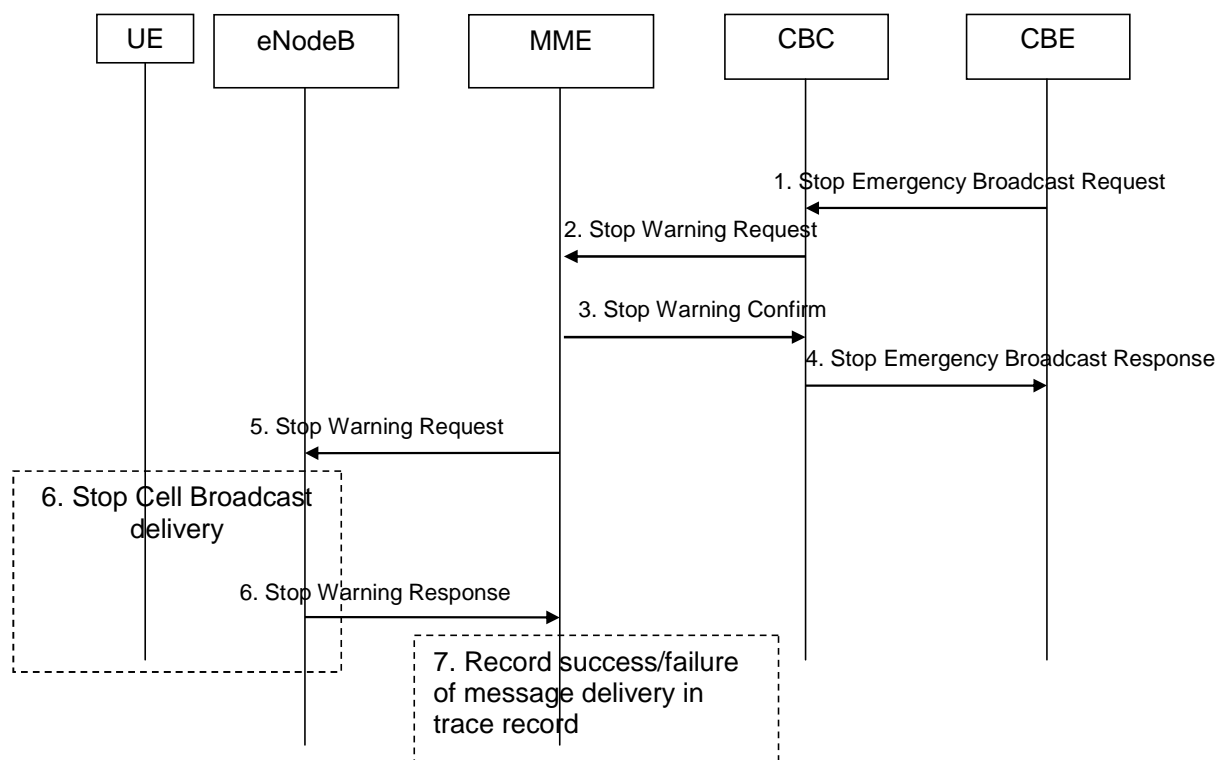 UE
eNodeB
MME
CBC
CBE
1. Stop Emergency Broadcast Request
2. Stop Warning Request
3. Stop Warning Confirm
4. Stop Emergency Broadcast Response
5. Stop Warning Request
6. Stop Cell Broadcast
delivery
6. Stop Warning Response
7. Record success/failure
of message delivery in
trace record